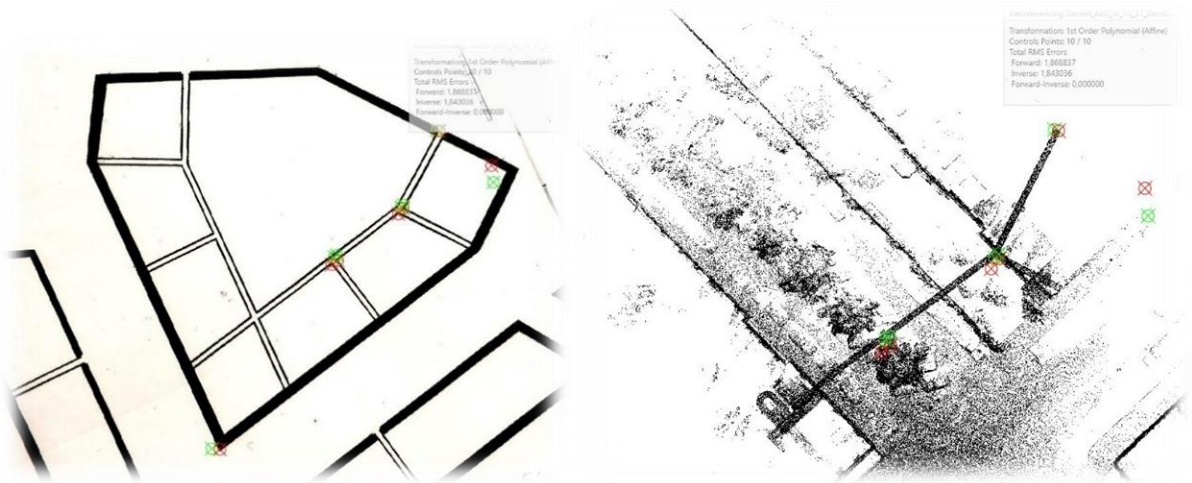 Transformation: 1st Order Polynomial (Affine)
Controls Points: 10 / 10
Total RMS Errors
Forward: 1,868837
Inverse: 1,843036
Forward-Inverse: 0,000000
Transformation: 1st Order Polynomial (Affine)
Controls Points: 10 / 10
Total RMS Errors
Forward: 1,868837
Inverse: 1,843036
Forward-Inverse: 0,000000